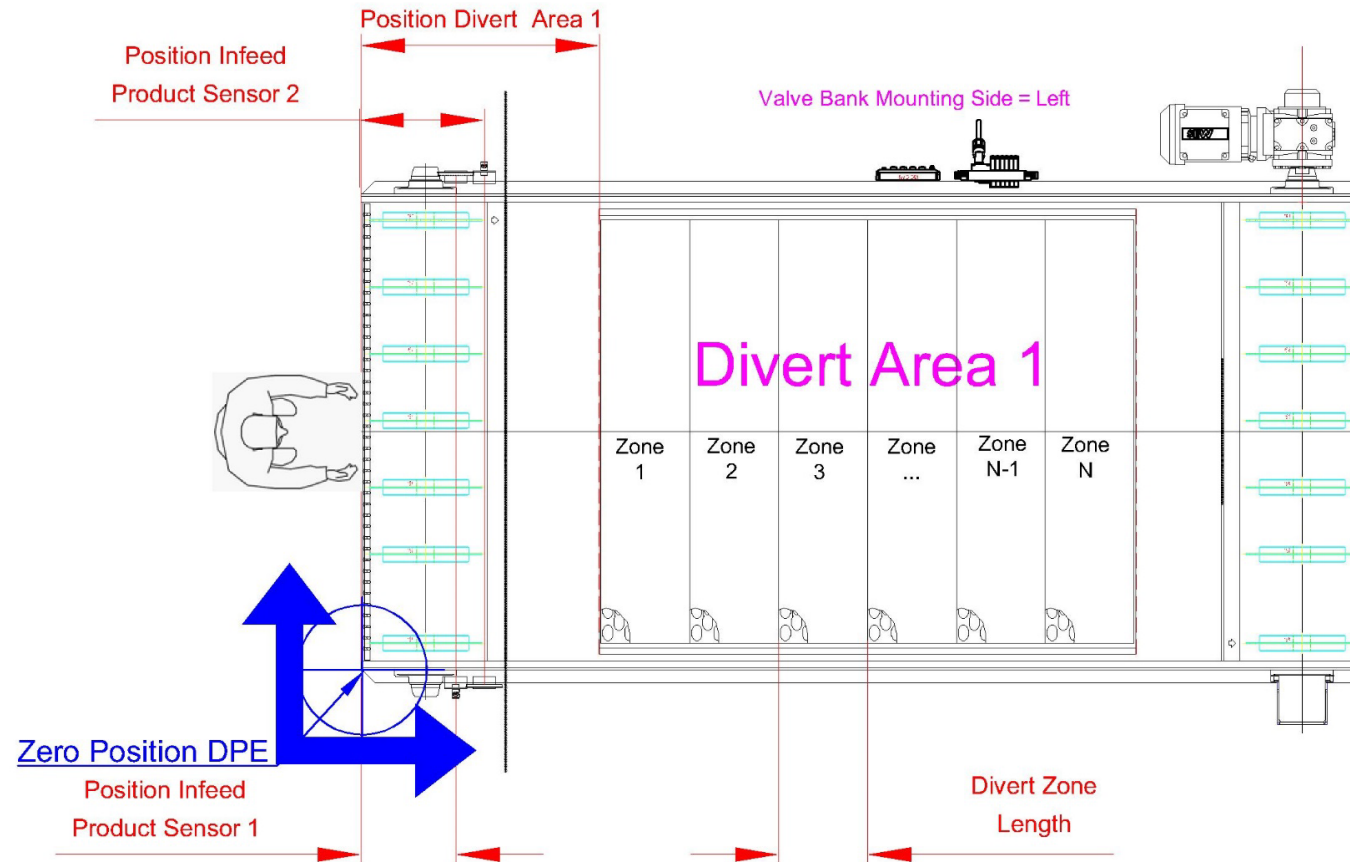 Position Divert Area 1
Position Infeed
Product Sensor 2
Valve Bank Mounting Side = Left
SEW
Divert Area 1
Zone
1
Zone
2
Zone
3
Zone
...
Zone
N-1
Zone
N
Zero Position DPE
Position Infeed
Product Sensor 1
Divert Zone
Length